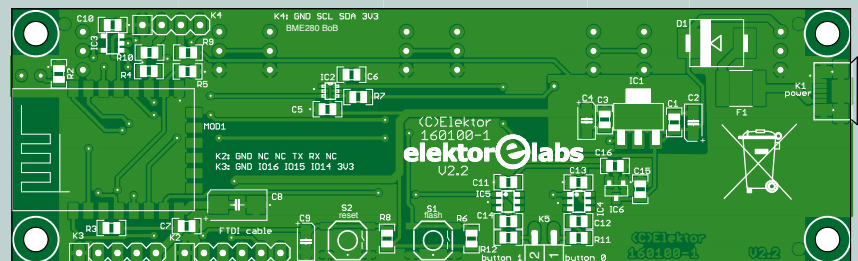 C10
K4
K4: GND SCL SDA 3V3
BME280 BoB
D1
IC3
R9
R10
R2
R4
R5
IC2
C6
R7
C5
IC1
K1
power
C4
C3
C1
C2
F1
MOD1
(C)Elektor
160100-1
elektor e labs
V2.2
K2: GND NC NC TX RX NC
K3: GND IO16 IO15 IO14 3V3
C16
C11
C13
C15
IC5
IC4
IC6
C8
C9
S2
reset
R8
S1
flash
R6
C14
K5
C12
R3
C7
K3
K2
FTDI cable
R12
R11
button 1
2
1
button 0
(C)Elektor
160100-1
V2.2